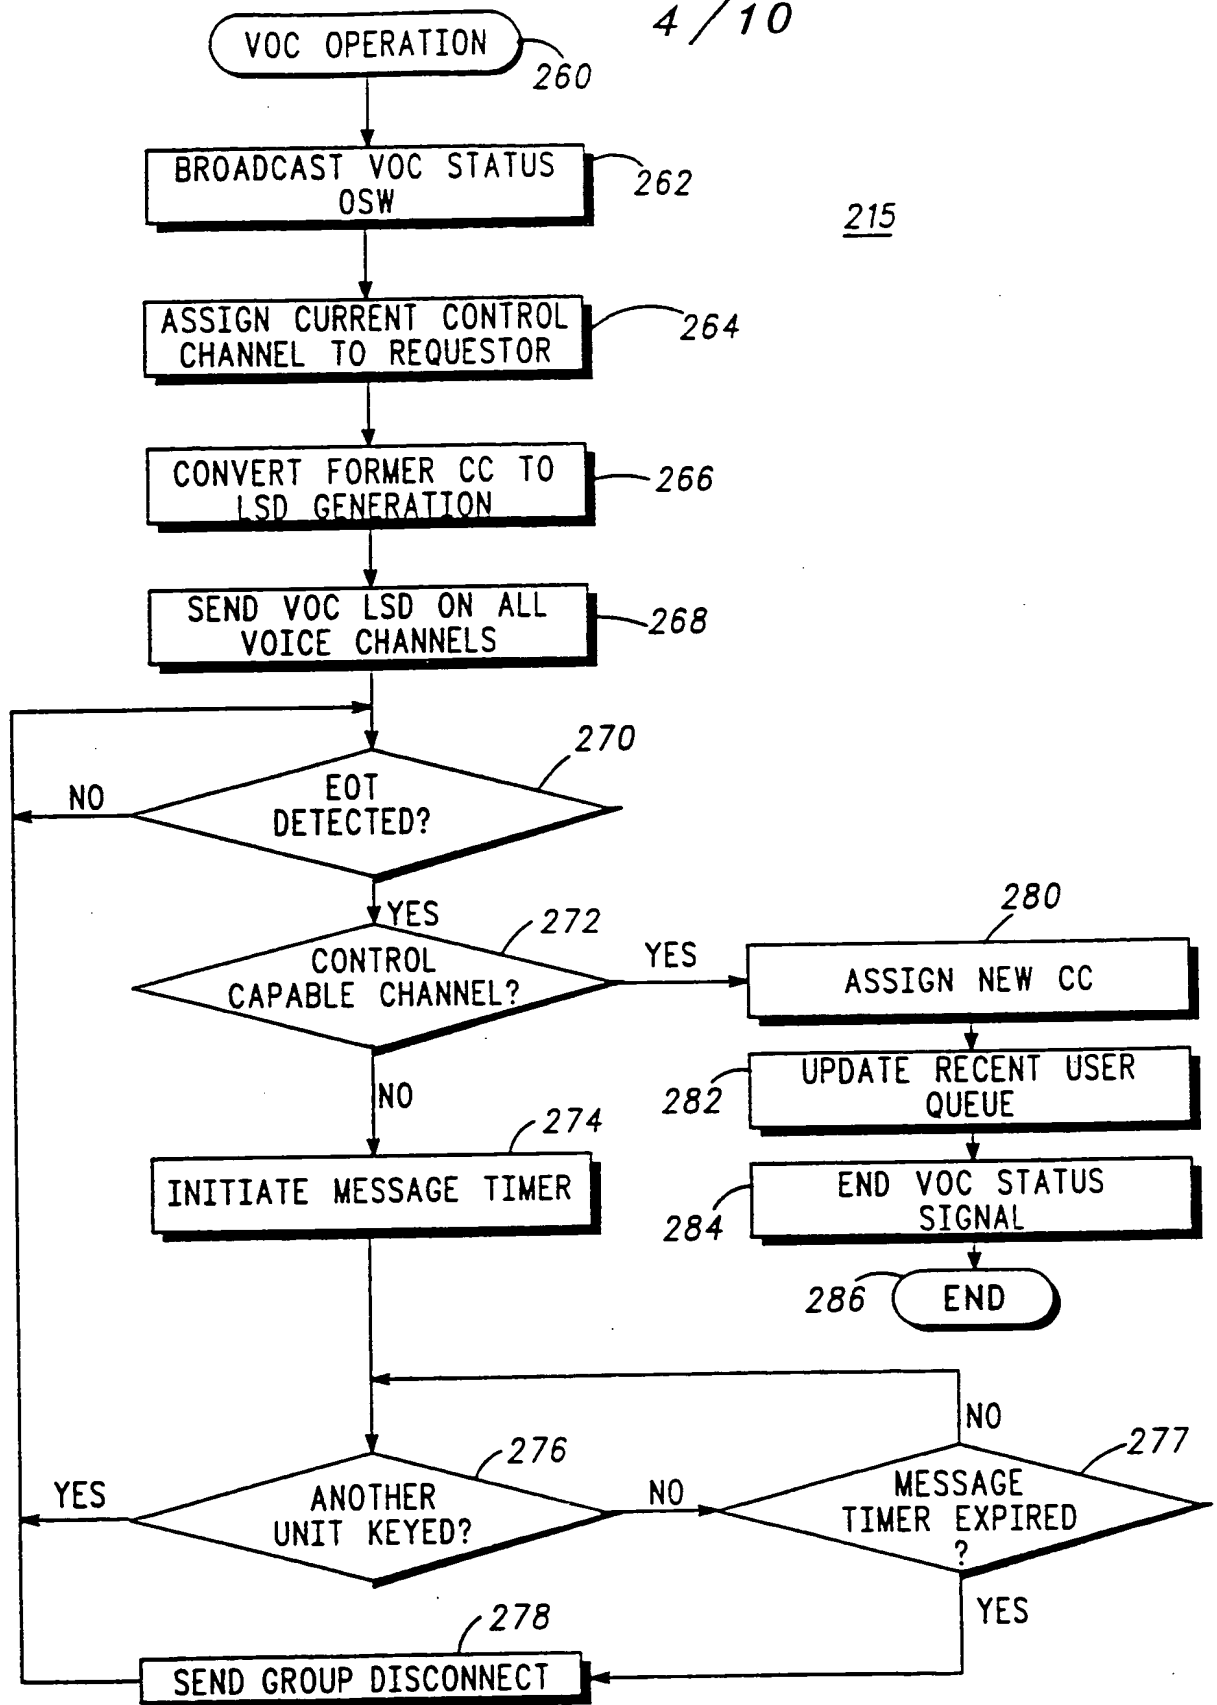 4/10
VOC OPERATION
260
BROADCAST VOC STATUS
OSW
262
215
ASSIGN CURRENT CONTROL
CHANNEL TO REQUESTOR
264
CONVERT FORMER CC TO
LSD GENERATION
266
SEND VOC LSD ON ALL
VOICE CHANNELS
268
270
EOT
DETECTED?
NO
YES
272
CONTROL
CAPABLE CHANNEL?
YES
280
ASSIGN NEW CC
UPDATE RECENT USER
QUEUE
282
NO
274
INITIATE MESSAGE TIMER
END VOC STATUS
SIGNAL
284
286
END
NO
276
277
ANOTHER
UNIT KEYED?
YES
NO
MESSAGE
TIMER EXPIRED
?
YES
278
SEND GROUP DISCONNECT